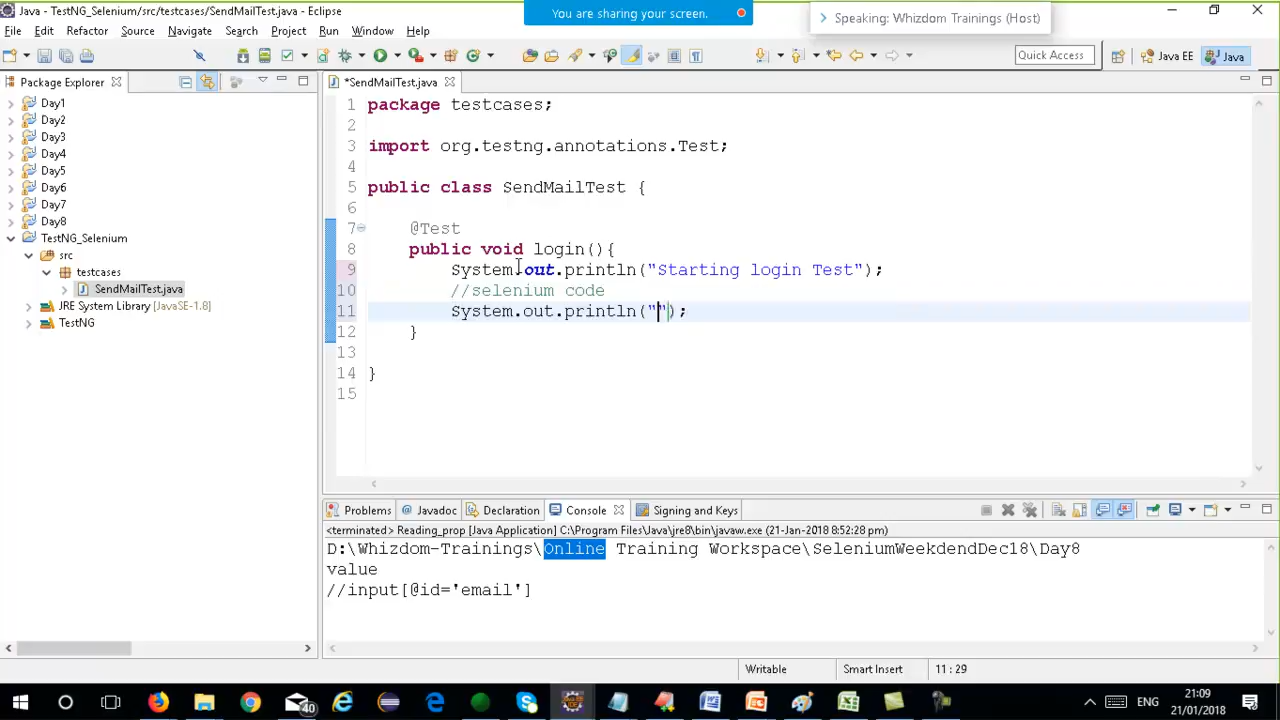 Java - TestNG_Selenium/src/testcases/SendMailTest.java - Eclipse
You are sharing your screen.
Speaking: Whizdom Trainings (Host)
File Edit Refactor Source Navigate Search Project Run Window Help
Quick Access
Java EE
Java
Package Explorer
*SendMailTest.java
Day1
Day2
Day3
Day4
Day5
Day6
Day7
Day8
TestNG_Selenium
src
testcases
SendMailTest.java
JRE System Library [JavaSE-1.8]
TestNG
1 package testcases;
2
3 import org.testng.annotations.Test;
4
5 public class SendMailTest {
6
7 @Test
8 public void login(){
9 System.out.println("Starting login Test");
10 //selenium code
11 System.out.println("");
12 }
13
14 }
15
Problems Javadoc Declaration Console Signing and Keys
<terminated> Reading_prop [Java Application] C:\Program Files\Java\jre8\bin\javaw.exe (21-Jan-2018 8:52:28 pm)
D:\Whizdom-Trainings\Online Training Workspace\SeleniumWeekdendDec18\Day8
value
//input[@id='email']
Writable Smart Insert 11 : 29
40
ENG
21:09
21/01/2018